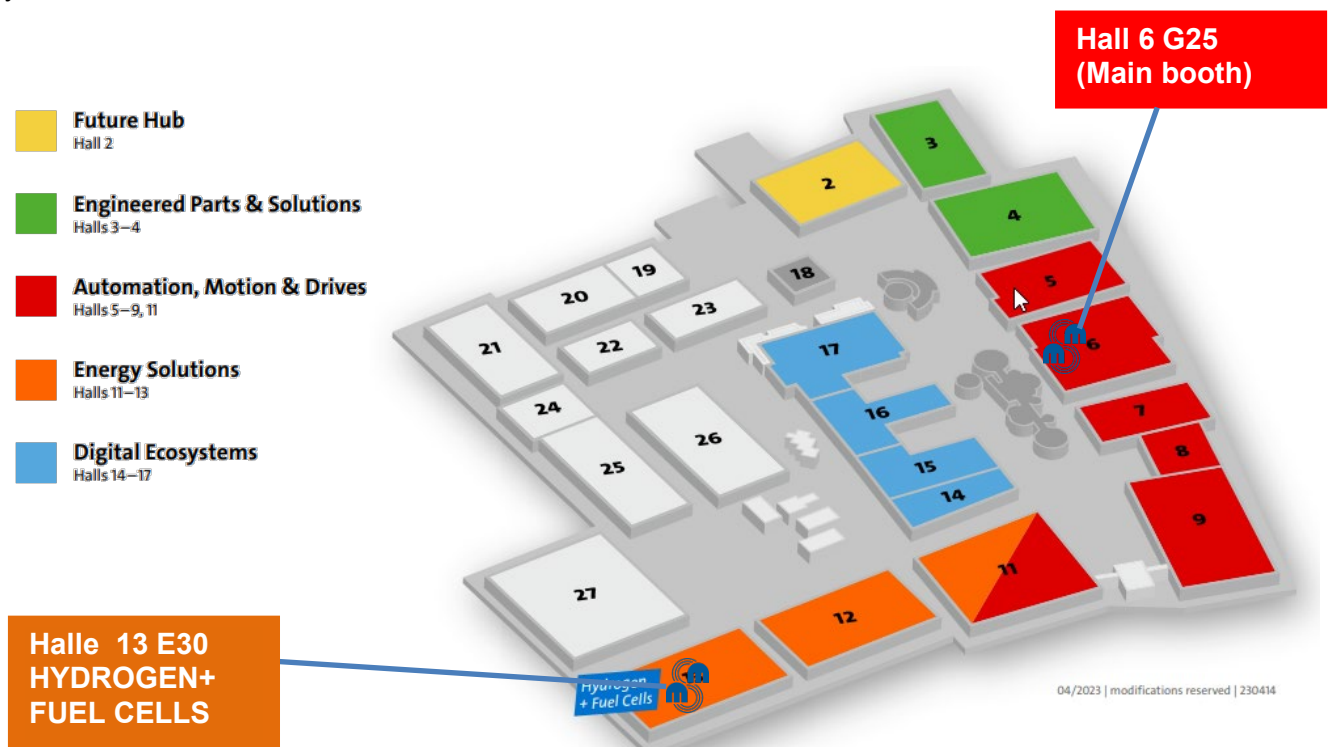 Hall 6 G25
(Main booth)
Future Hub
Hall 2
Engineered Parts & Solutions
Halls 3–4
Automation, Motion & Drives
Halls 5–9, 11
Energy Solutions
Halls 11–13
Digital Ecosystems
Halls 14–17
3
2
4
5
6
7
8
9
18
19
20
23
22
21
17
16
15
14
24
26
25
11
12
27
Hydrogen
+ Fuel Cells
m
m
m
m
Halle 13 E30
HYDROGEN+
FUEL CELLS
04/2023 | modifications reserved | 230414